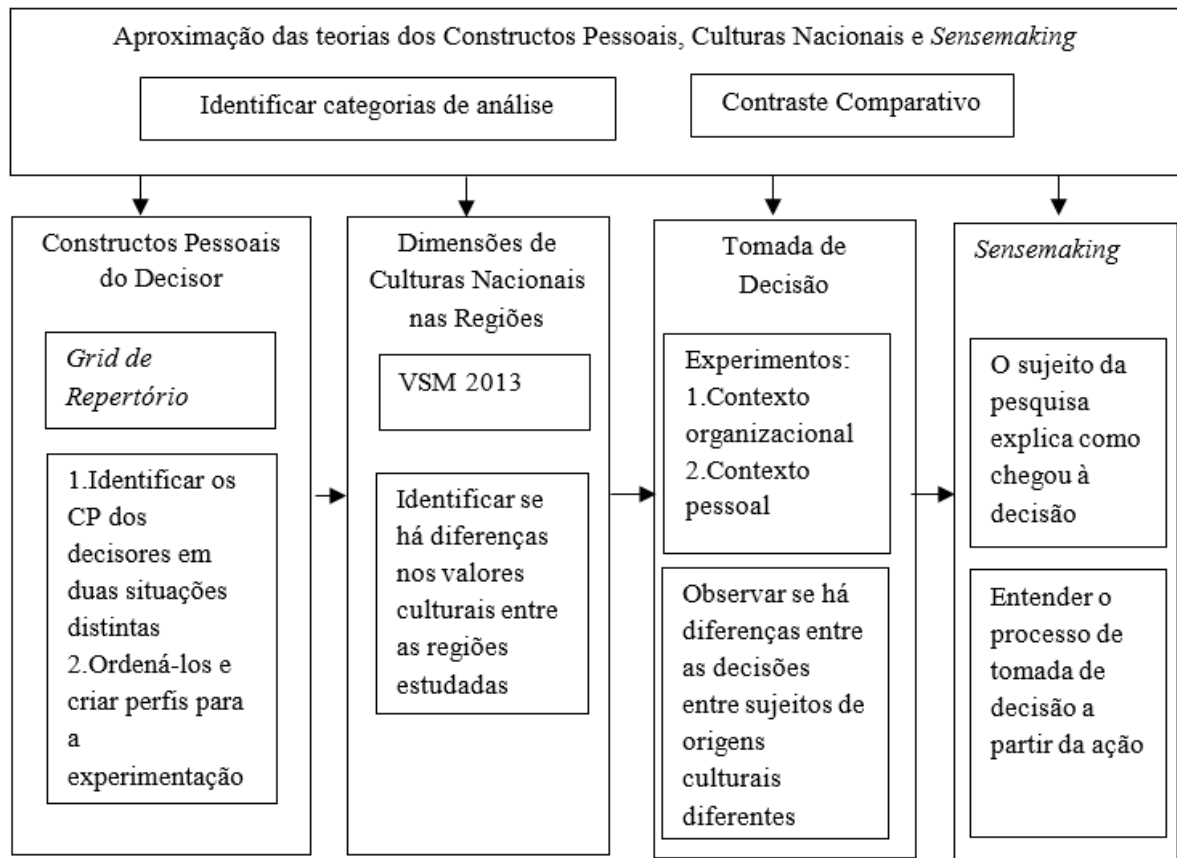 Aproximação das teorias dos Constructos Pessoais, Culturas Nacionais e Sensemaking
Identificar categorias de análise
Contraste Comparativo
Constructos Pessoais
do Decisor
Grid de
Repertório
1.Identificar os
CP dos
decisores em
duas situações
distintas
2.Ordená-los e
criar perfis para
a
experimentação
Dimensões de
Culturas Nacionais
nas Regiões
VSM 2013
Identificar se
há diferenças
nos valores
culturais entre
as regiões
estudadas
Tomada de
Decisão
Experimentos:
1.Contexto
organizacional
2.Contexto
pessoal
Observar se há
diferenças entre
as decisões
entre sujeitos de
origens
culturais
diferentes
Sensemaking
O sujeito da
pesquisa
explica como
chegou à
decisão
Entender o
processo de
tomada de
decisão a
partir da ação